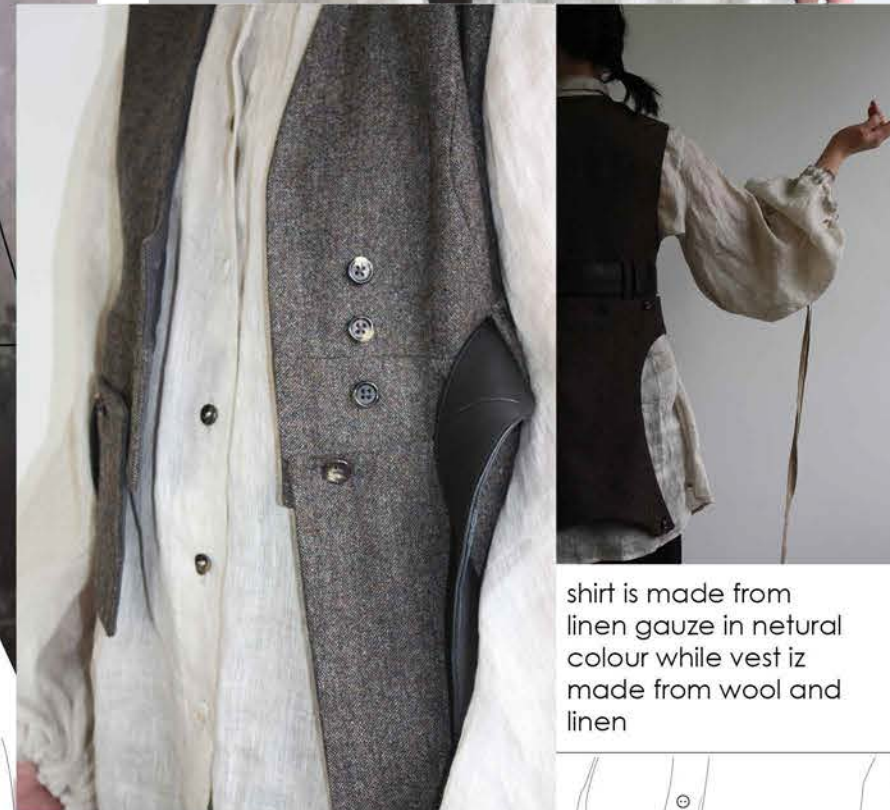 shirt is made from
linen gauze in netural
colour while vest iz
made from wool and
linen